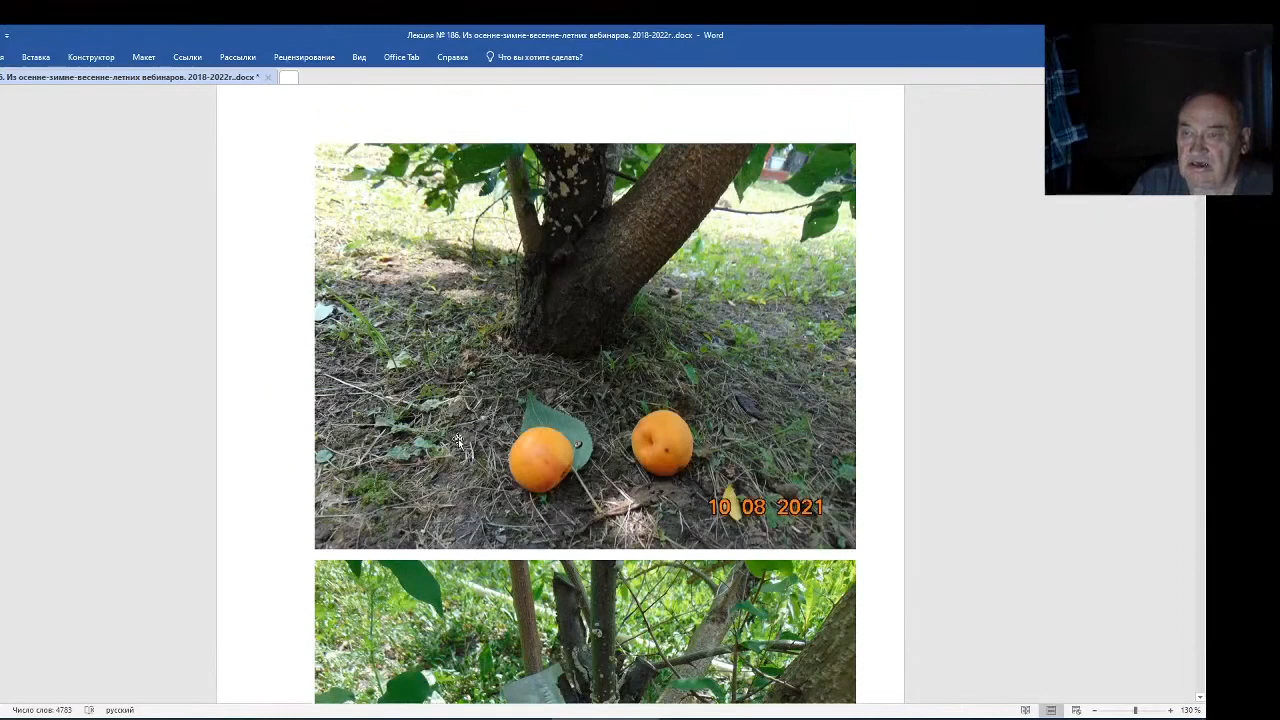 Лекция № 186. Из осенне-зимне-весенне-летних вебинаров. 2018-2022г..docx - Word
Вставка Конструктор Макет Ссылки Рассылки Рецензирование Вид Office Tab Справка Что вы хотите сделать?
6. Из осенне-зимне-весенне-летних вебинаров. 2018-2022г..docx *
10 08 2021
Число слов: 4783 русский 130 %